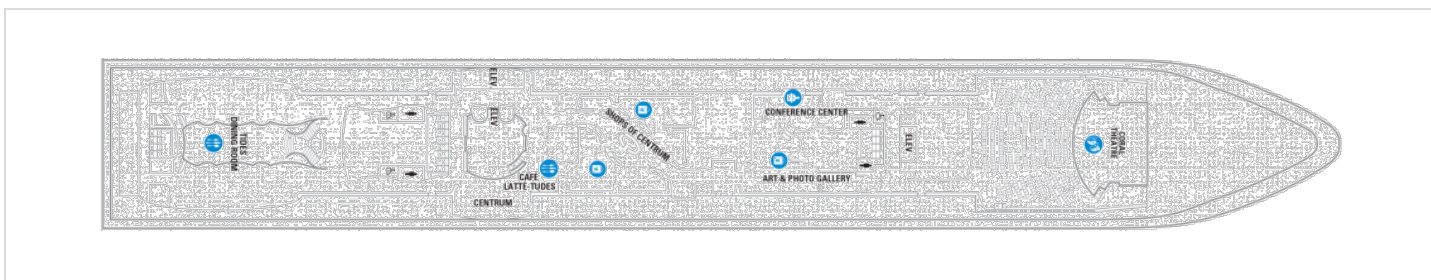 TIDES
DINING ROOM
ELEV
ELEV
CAFE
LATTE-TUDES
CENTRUM
SHOPS OF CENTRUM
CONFERENCE CENTER
ART & PHOTO GALLERY
ELEV
CORAL
THEATRE